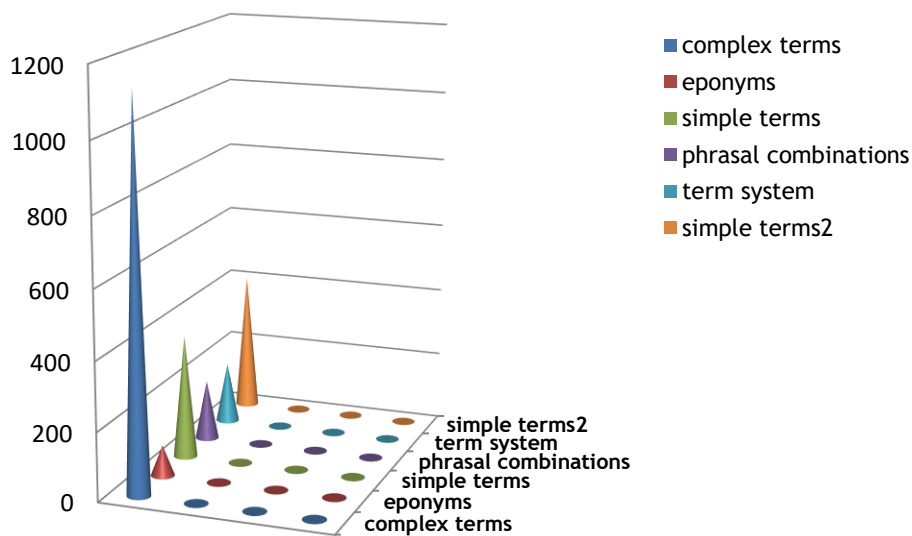 1200
1000
800
600
400
200
0
complex terms
eponyms
simple terms
phrasal combinations
term system
simple terms2
simple terms2
term system
phrasal combinations
simple terms
eponyms
complex terms